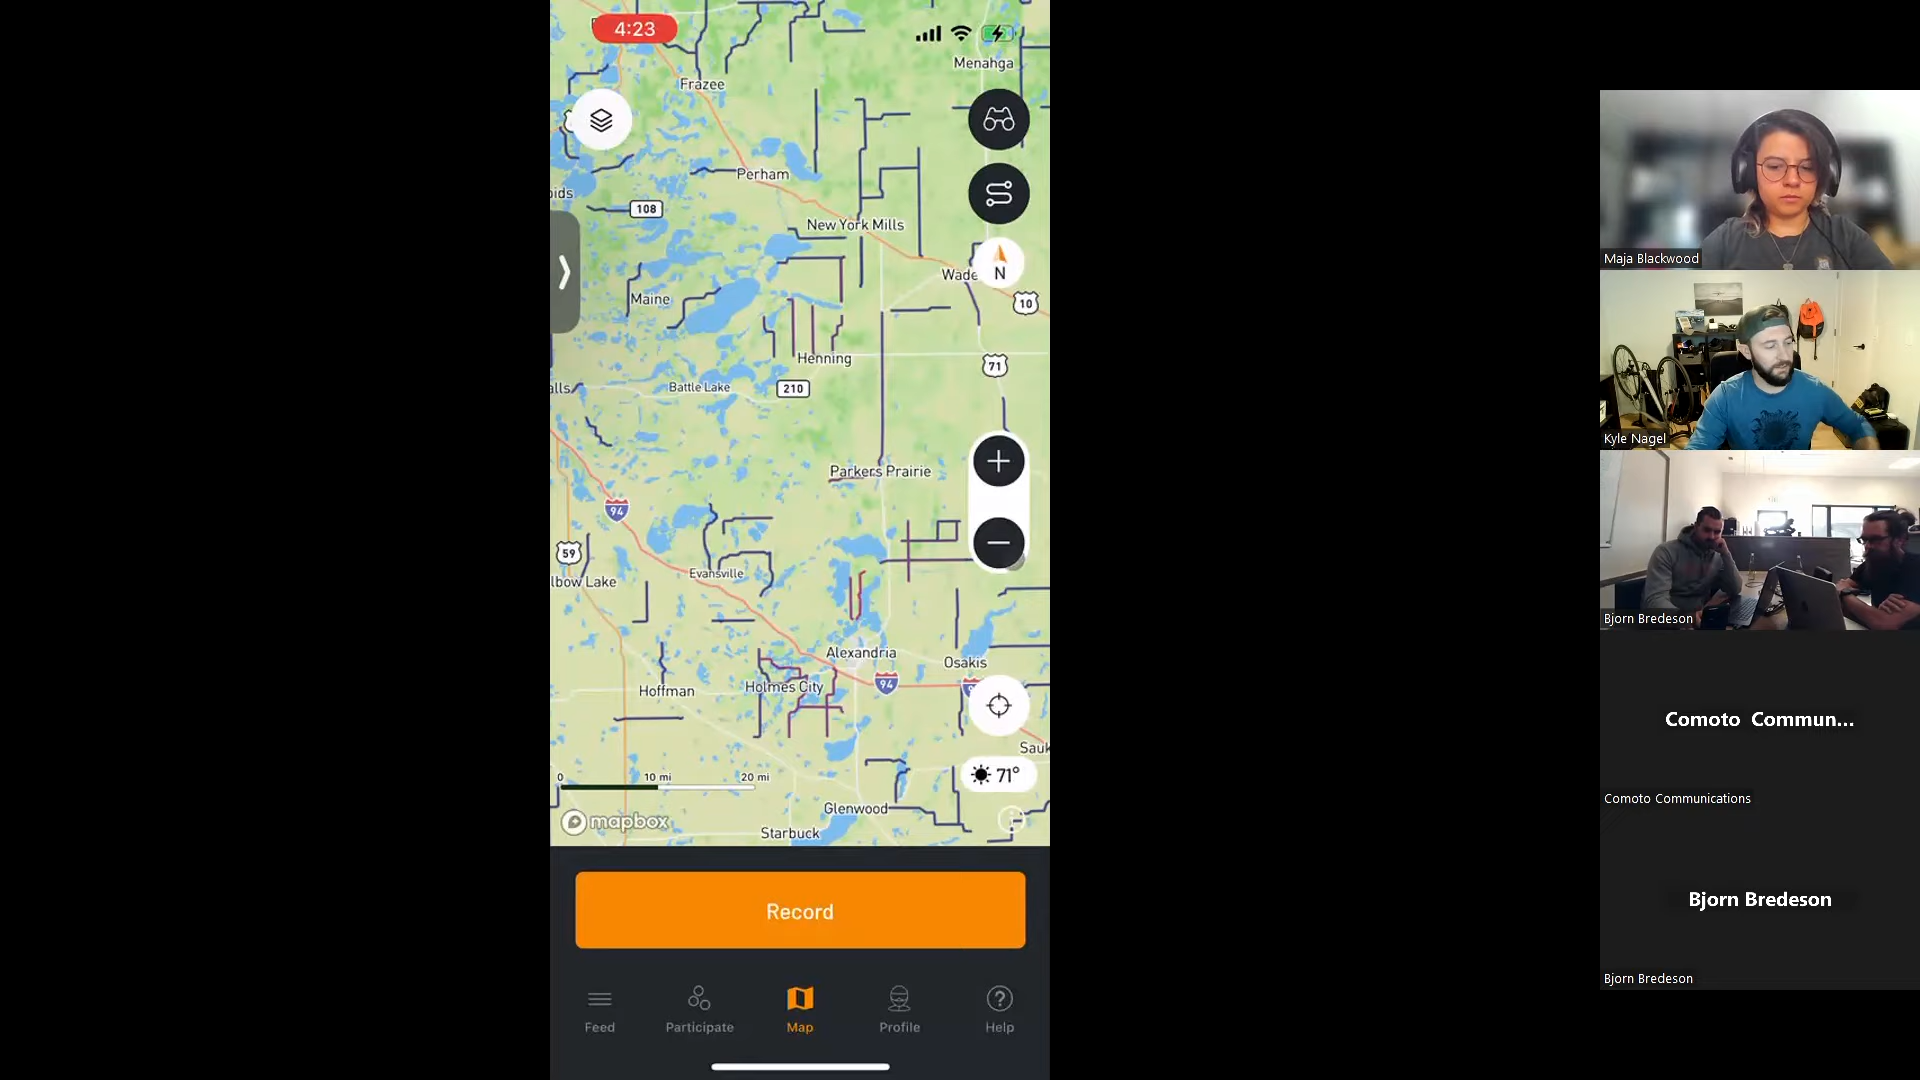 4:23
Menahga
Frazee
Perham
ids
108
New York Mills
N
Wade
10
Maine
Henning
71
alls
Battle Lake
210
Parkers Prairie
94
59
lbow Lake
Evansville
Alexandria
Osakis
Hoffman
Holmes City
94
Sauk
0 10 mi 20 mi
71°
Glenwood
mapbox
Starbuck
Record
Feed
Participate
Map
Profile
Help
Maja Blackwood
Kyle Nagel
Bjorn Bredeson
Comoto Commun...
Comoto Communications
Bjorn Bredeson
Bjorn Bredeson